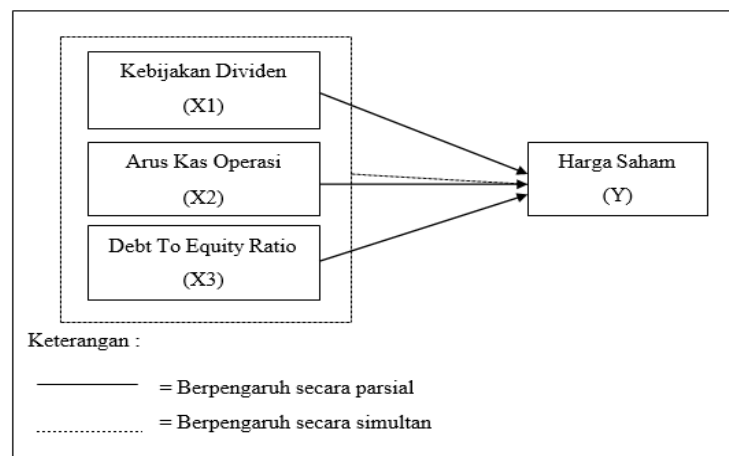 Kebijakan Dividen
(X1)
Arus Kas Operasi
(X2)
Debt To Equity Ratio
(X3)
Harga Saham
(Y)
Keterangan :
= Berpengaruh secara parsial
= Berpengaruh secara simultan